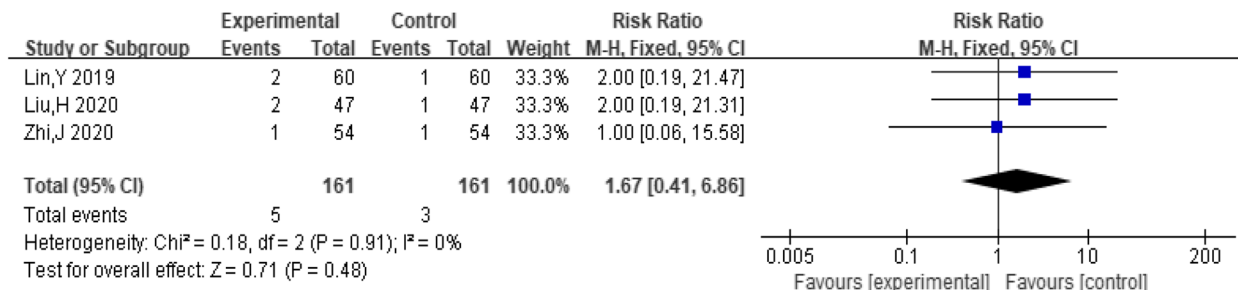 Experimental Control Risk Ratio Risk Ratio
Study or Subgroup Events Total Events Total Weight M-H, Fixed, 95% CI M-H, Fixed, 95% CI
Lin,Y 2019 2 60 1 60 33.3% 2.00 [0.19, 21.47]
Liu,H 2020 2 47 1 47 33.3% 2.00 [0.19, 21.31]
Zhi,J 2020 1 54 1 54 33.3% 1.00 [0.06, 15.58]
Total (95% CI) 161 161 100.0% 1.67 [0.41, 6.86]
Total events 5 3
Heterogeneity: Chi² = 0.18, df = 2 (P = 0.91); I² = 0%
Test for overall effect: Z = 0.71 (P = 0.48)
0.005 0.1 1 10 200
Favours [experimental] Favours [control]